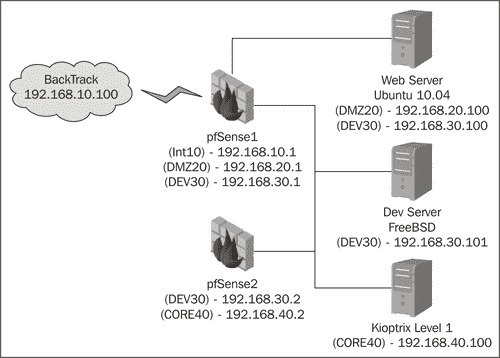 BackTrack
192.168.10.100
pfSense1
(Int10) - 192.168.10.1
(DMZ20) - 192.168.20.1
(DEV30) - 192.168.30.1
Web Server
Ubuntu 10.04
(DMZ20) - 192.168.20.100
(DEV30) - 192.168.30.100
Dev Server
FreeBSD
(DEV30) - 192.168.30.101
pfSense2
(DEV30) - 192.168.30.2
(CORE40) - 192.168.40.2
Kioptrix Level 1
(CORE40) - 192.168.40.100